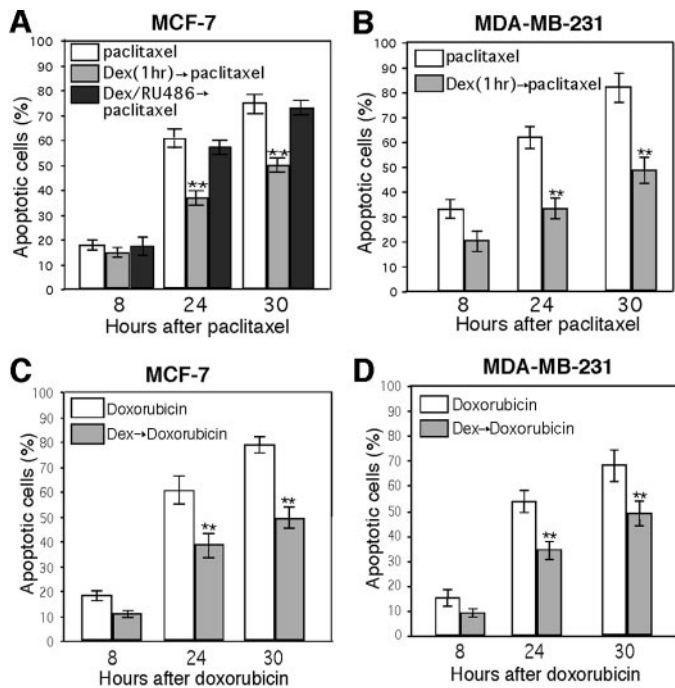 A
MCF-7
paclitaxel
Dex(1hr)→paclitaxel
Dex/RU486→
paclitaxel
Apoptotic cells (%)
100
90
80
70
60
50
40
30
20
10
0
**
**
8 24 30
Hours after paclitaxel
B
MDA-MB-231
paclitaxel
Dex(1hr)→paclitaxel
Apoptotic cells (%)
100
90
80
70
60
50
40
30
20
10
0
**
**
8 24 30
Hours after paclitaxel
C
MCF-7
Doxorubicin
Dex→Doxorubicin
Apoptotic cells (%)
100
90
80
70
60
50
40
30
20
10
0
**
**
8 24 30
Hours after doxorubicin
D
MDA-MB-231
Doxorubicin
Dex→Doxorubicin
Apoptotic cells (%)
100
90
80
70
60
50
40
30
20
10
0
**
**
8 24 30
Hours after doxorubicin